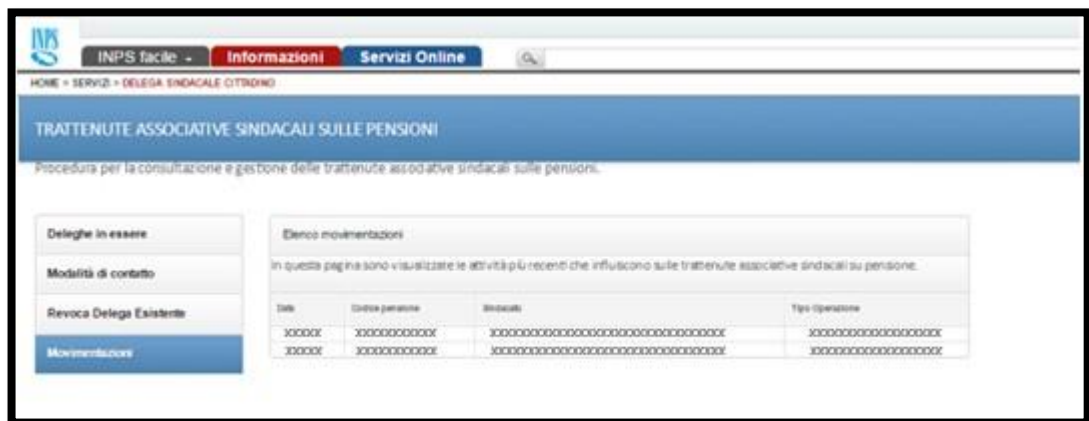 INPS
INPS facile
Informazioni
Servizi Online
HOME > SERVIZI > DELEGA SINDACALE CITTADINO
TRATTENUTE ASSOCIATIVE SINDACALI SULLE PENSIONI
Procedura per la consultazione e gestione delle trattenute associative sindacali sulle pensioni.
Deleghe in essere
Modalità di contatto
Revoca Delega Esistente
Movimentazioni
Elenco movimentazioni
In questa pagina sono visualizzate le attività più recenti che influiscono sulle trattenute associative sindacali su pensione.
Data Codice pensione Sindacato Tipo Operazione
XXXXX XXXXXXXXXXX XXXXXXXXXXXXXXXXXXXXXXXXXXXXXXXX XXXXXXXXXXXXXXXXXX
XXXXX XXXXXXXXXXX XXXXXXXXXXXXXXXXXXXXXXXXXXXXXXXX XXXXXXXXXXXXXXXXXX